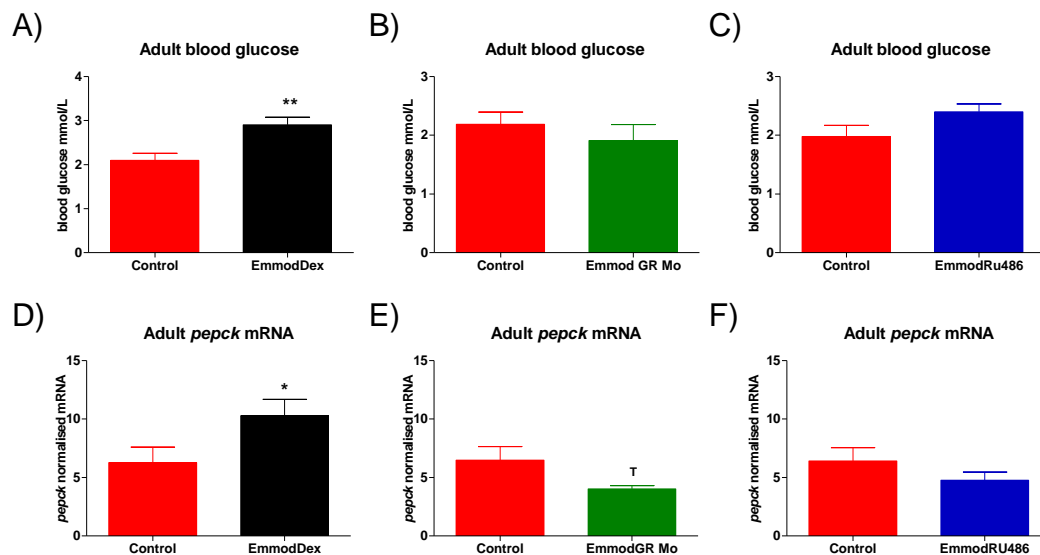 A)
Adult blood glucose
blood glucose mmol/L
4
3
2
1
0
**
Control
EmmodDex
B)
Adult blood glucose
blood glucose mmol/L
3
2
1
0
Control
Emmod GR Mo
C)
Adult blood glucose
blood glucose mmol/L
3
2
1
0
Control
EmmodRu486
D)
Adult pepck mRNA
pepck normalised mRNA
15
10
5
0
*
Control
EmmodDex
E)
Adult pepck mRNA
pepck normalised mRNA
15
10
5
0
T
Control
EmmodGR Mo
F)
Adult pepck mRNA
pepck normalised mRNA
15
10
5
0
Control
EmmodRU486